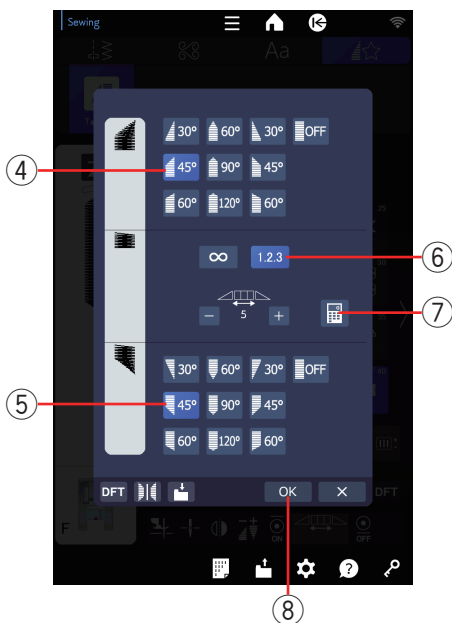 Sewing
Aa
30° 60° 30° OFF
④ 45° 90° 45°
60° 120° 60°
∞ 1.2.3 ⑥
− 5 + ⑦
30° 60° 30° OFF
⑤ 45° 90° 45°
60° 120° 60°
DFT OK × DFT
F ON OFF
?
⑧